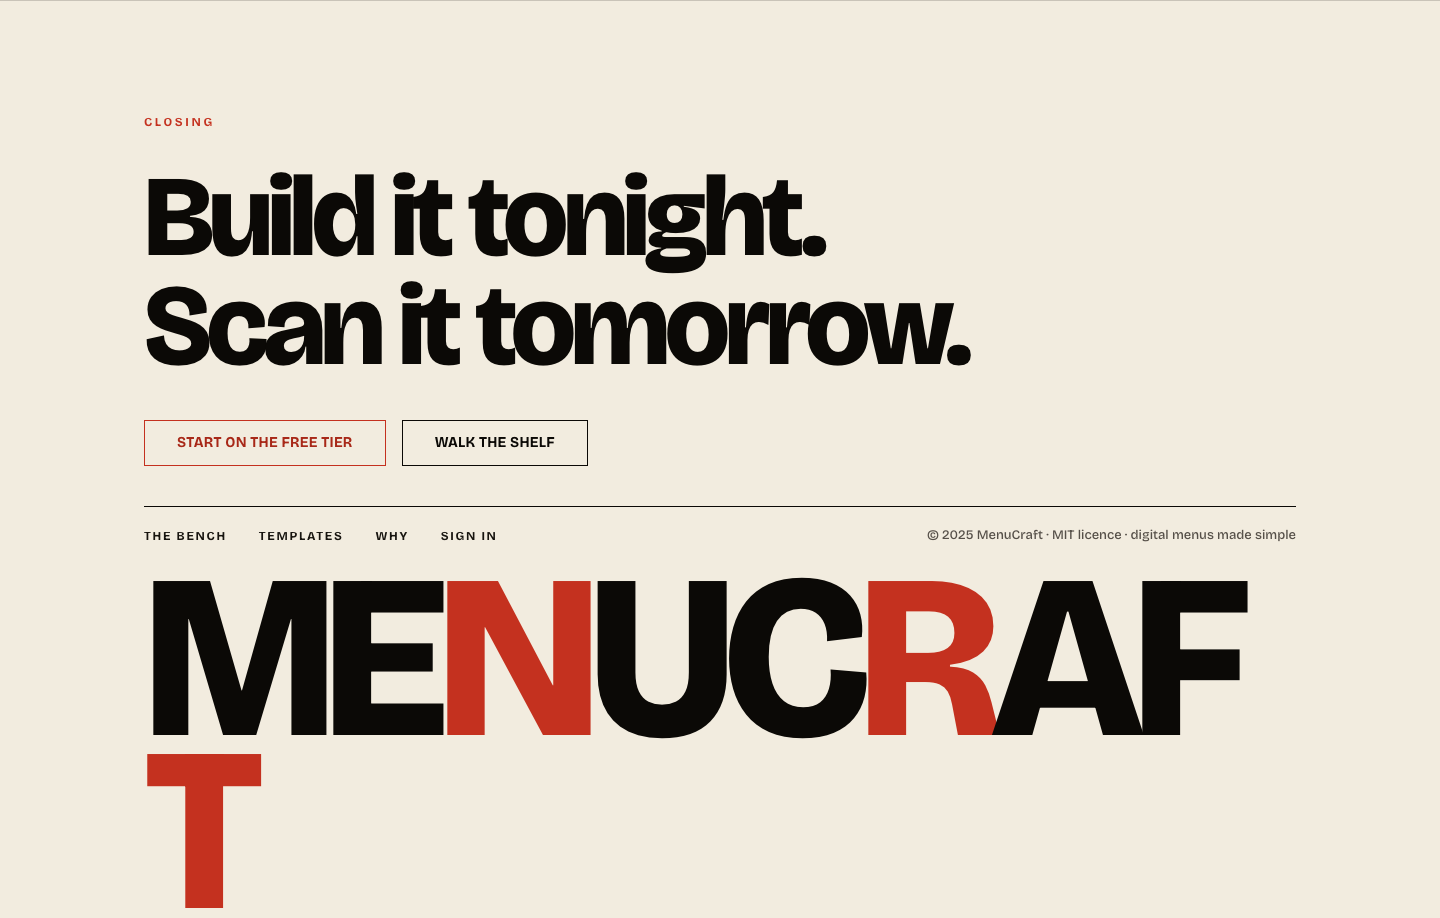 CLOSING
Build it tonight.
Scan it tomorrow.
START ON THE FREE TIER
WALK THE SHELF
THE BENCH TEMPLATES WHY SIGN IN
© 2025 MenuCraft · MIT licence · digital menus made simple
MENUCRAF
T